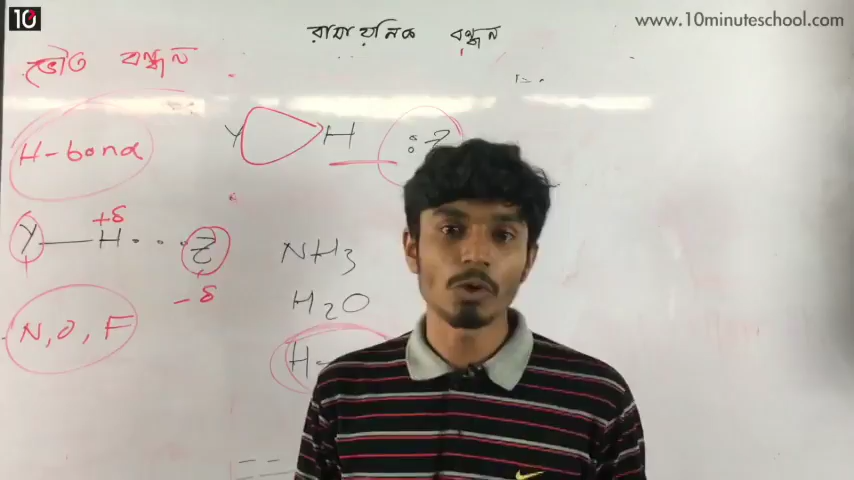 10
www.10minuteschool.com
রাসায়নিক বন্ধন
ভৌত বন্ধন
H-bond
Y H :Z
+δ
Y—H...Z
-δ
NH3
H2O
N, O, F
H-